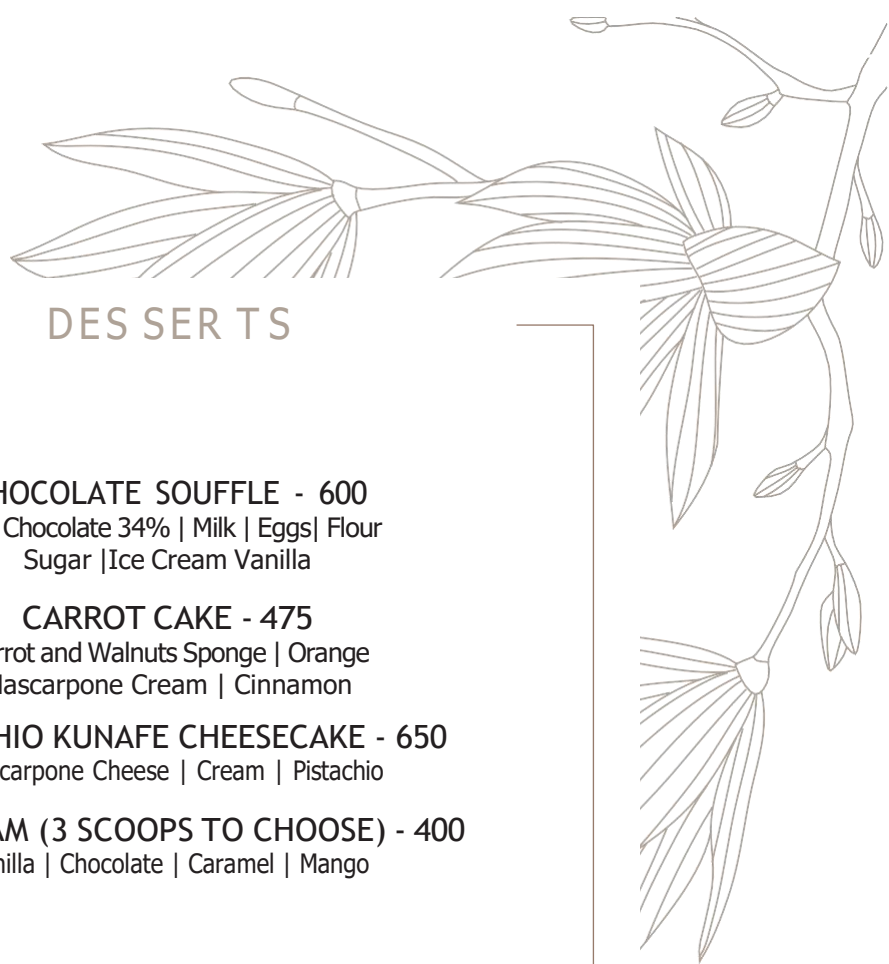 DESSERTS
HOCOLATE SOUFFLE - 600
Chocolate 34% | Milk | Eggs| Flour
Sugar |Ice Cream Vanilla
CARROT CAKE - 475
rrot and Walnuts Sponge | Orange
lascarpone Cream | Cinnamon
HIO KUNAFE CHEESECAKE - 650
carpone Cheese | Cream | Pistachio
AM (3 SCOOPS TO CHOOSE) - 400
nilla | Chocolate | Caramel | Mango